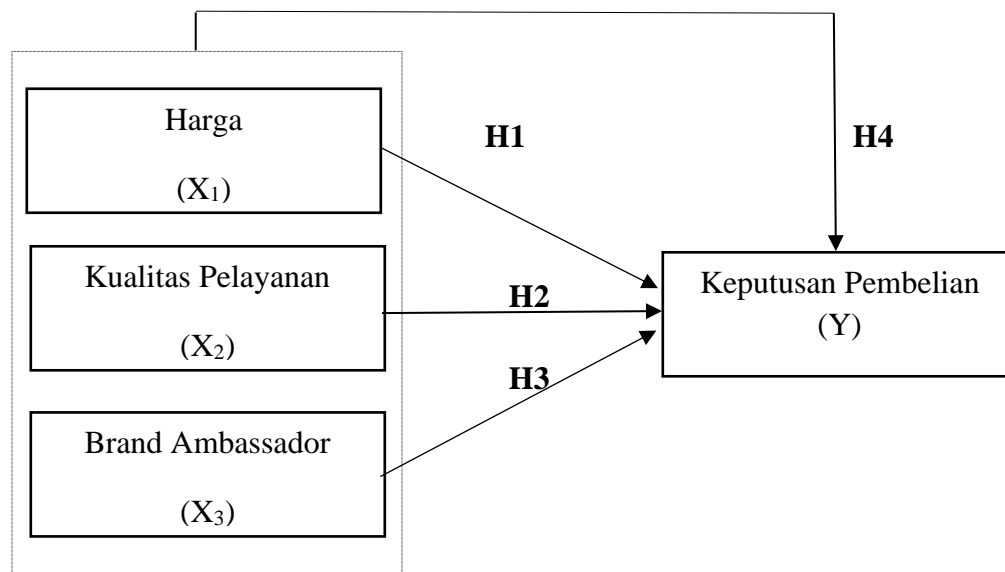 Harga
(X₁)
H1
H4
Kualitas Pelayanan
(X₂)
H2
Keputusan Pembelian
(Y)
H3
Brand Ambassador
(X₃)